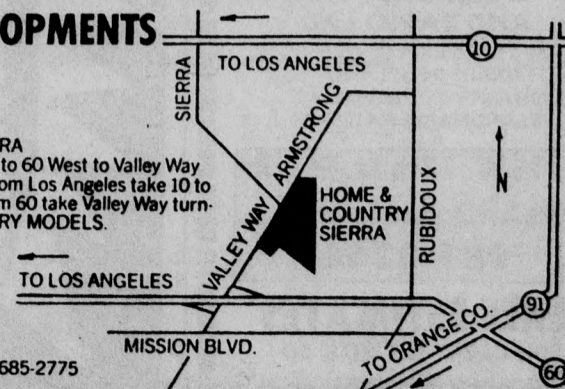 OPMENTS
10
TO LOS ANGELES
SIERRA
ARMSTRONG
RA
to 60 West to Valley Way
om Los Angeles take 10 to
m 60 take Valley Way turn-
RY MODELS.
N
HOME &
COUNTRY
SIERRA
RUBIDOUX
VALLEY WAY
TO LOS ANGELES
91
TO ORANGE CO.
MISSION BLVD.
685-2775
60